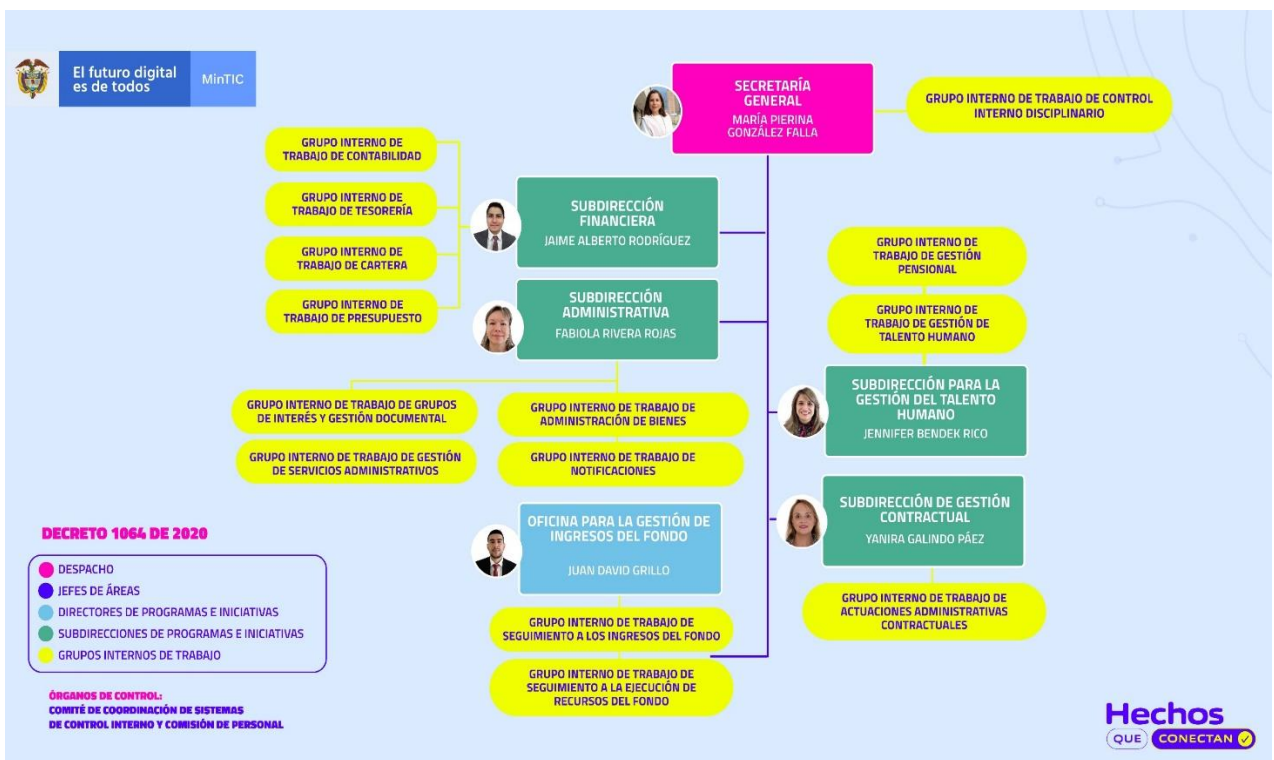 El futuro digital
es de todos
MinTIC
SECRETARÍA
GENERAL
MARÍA PIERINA
GONZÁLEZ FALLA
GRUPO INTERNO DE TRABAJO DE CONTROL
INTERNO DISCIPLINARIO
GRUPO INTERNO DE
TRABAJO DE CONTABILIDAD
GRUPO INTERNO DE
TRABAJO DE TESORERÍA
GRUPO INTERNO DE
TRABAJO DE CARTERA
GRUPO INTERNO DE
TRABAJO DE PRESUPUESTO
SUBDIRECCIÓN
FINANCIERA
JAIME ALBERTO RODRÍGUEZ
SUBDIRECCIÓN
ADMINISTRATIVA
FABIOLA RIVERA ROJAS
GRUPO INTERNO DE
TRABAJO DE GESTIÓN
PENSIONAL
GRUPO INTERNO DE
TRABAJO DE GESTIÓN DE
TALENTO HUMANO
SUBDIRECCIÓN PARA LA
GESTIÓN DEL TALENTO
HUMANO
JENNIFER BENDEK RICO
GRUPO INTERNO DE TRABAJO DE GRUPOS
DE INTERÉS Y GESTIÓN DOCUMENTAL
GRUPO INTERNO DE TRABAJO DE
ADMINISTRACIÓN DE BIENES
GRUPO INTERNO DE TRABAJO DE GESTIÓN
DE SERVICIOS ADMINISTRATIVOS
GRUPO INTERNO DE TRABAJO DE
NOTIFICACIONES
SUBDIRECCIÓN DE GESTIÓN
CONTRACTUAL
YANIRA GALINDO PÁEZ
OFICINA PARA LA GESTIÓN DE
INGRESOS DEL FONDO
JUAN DAVID GRILLO
GRUPO INTERNO DE TRABAJO DE
ACTUACIONES ADMINISTRATIVAS
CONTRACTUALES
GRUPO INTERNO DE TRABAJO DE
SEGUIMIENTO A LOS INGRESOS DEL FONDO
GRUPO INTERNO DE TRABAJO DE
SEGUIMIENTO A LA EJECUCIÓN DE
RECURSOS DEL FONDO
DECRETO 1064 DE 2020
DESPACHO
JEFES DE ÁREAS
DIRECTORES DE PROGRAMAS E INICIATIVAS
SUBDIRECCIONES DE PROGRAMAS E INICIATIVAS
GRUPOS INTERNOS DE TRABAJO
ÓRGANOS DE CONTROL:
COMITÉ DE COORDINACIÓN DE SISTEMAS
DE CONTROL INTERNO Y COMISIÓN DE PERSONAL
Hechos
QUE CONECTAN